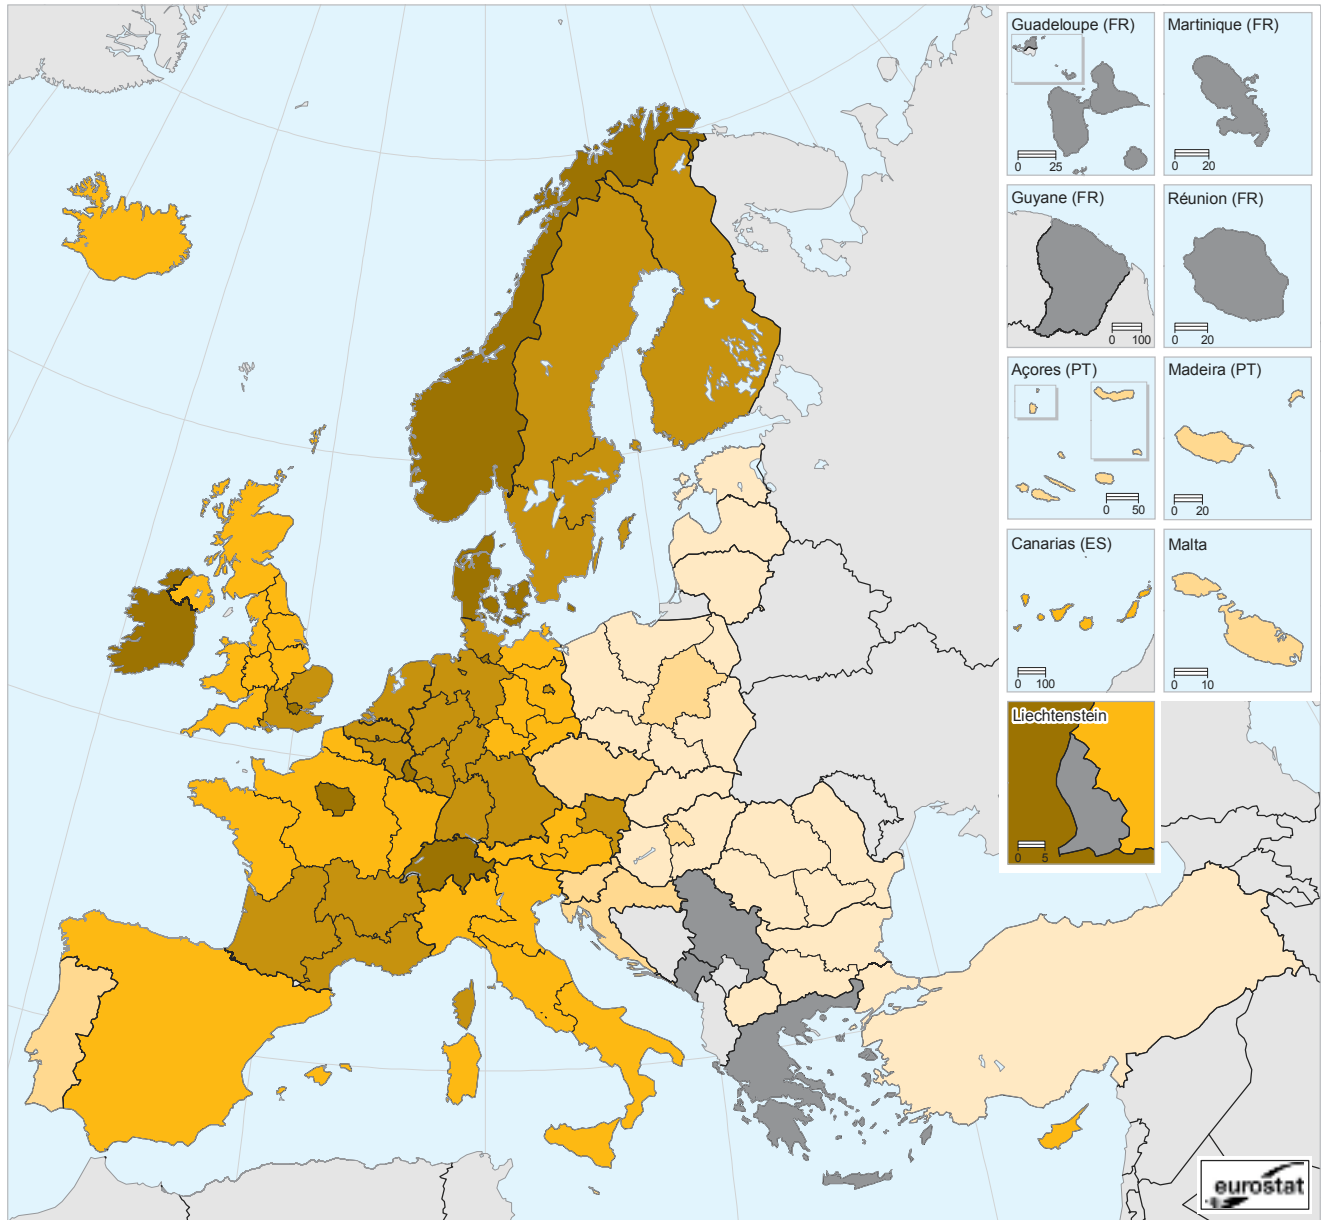 Guadeloupe (FR)
0 25
Martinique (FR)
0 20
Guyane (FR)
0 100
Réunion (FR)
0 20
Açores (PT)
0 50
Madeira (PT)
0 20
Canarias (ES)
0 100
Malta
0 10
Liechtenstein
0 5
eurostat